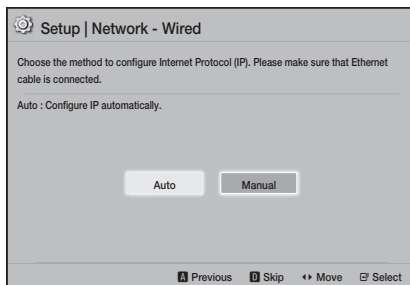 Setup | Network - Wired
Choose the method to configure Internet Protocol (IP). Please make sure that Ethernet
cable is connected.
Auto : Configure IP automatically.
Auto Manual
A Previous D Skip Move Select